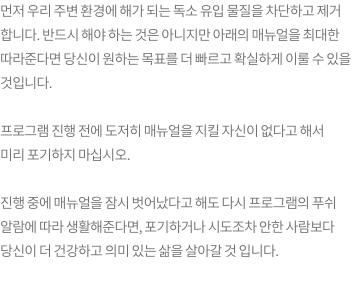 먼저 우리 주변 환경에 해가 되는 독소 유입 물질을 차단하고 제거
합니다. 반드시 해야 하는 것은 아니지만 아래의 매뉴얼을 최대한
따라준다면 당신이 원하는 목표를 더 빠르고 확실하게 이룰 수 있을
것입니다.
프로그램 진행 전에 도저히 매뉴얼을 지킬 자신이 없다고 해서
미리 포기하지 마십시오.
진행 중에 매뉴얼을 잠시 벗어났다고 해도 다시 프로그램의 푸쉬
알람에 따라 생활해준다면, 포기하거나 시도조차 안한 사람보다
당신이 더 건강하고 의미 있는 삶을 살아갈 것 입니다.